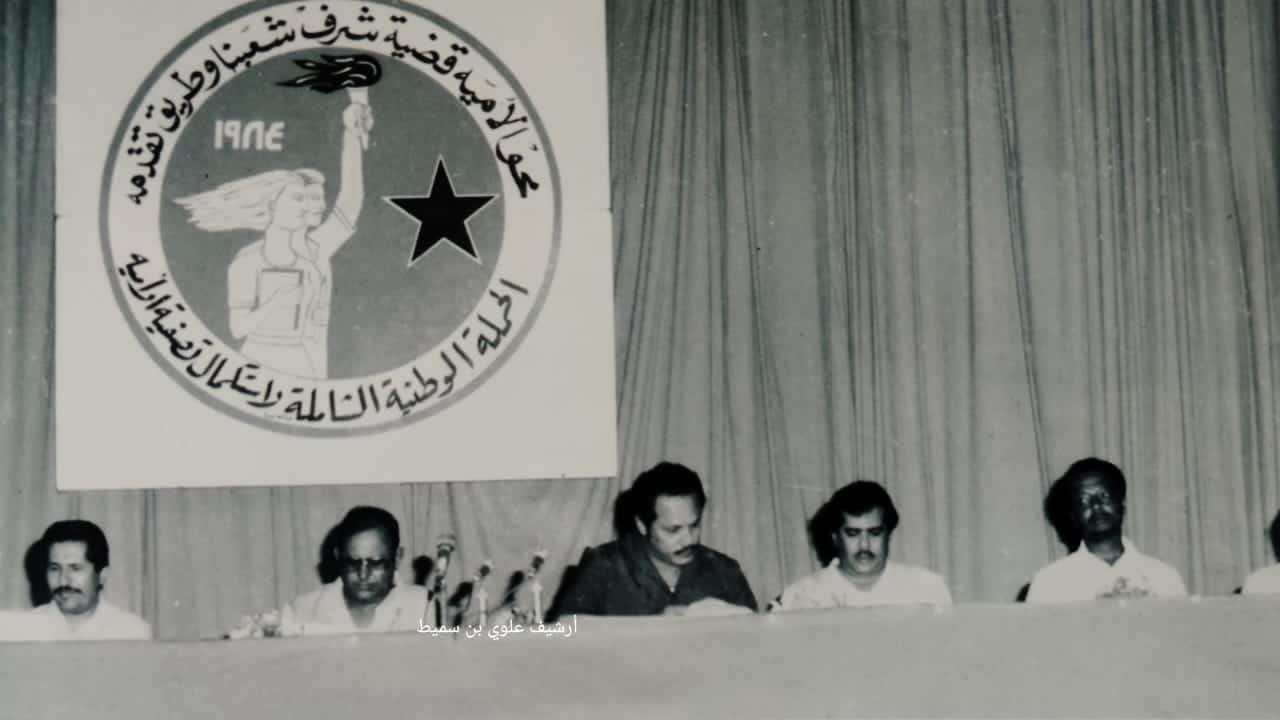 محو الأمية قضية شرف شعبنا وطريق تقدمه
١٩٨٤
الحملة الوطنية الشاملة لاستكمال تصفية الأمية
أرشيف علوي بن سميط